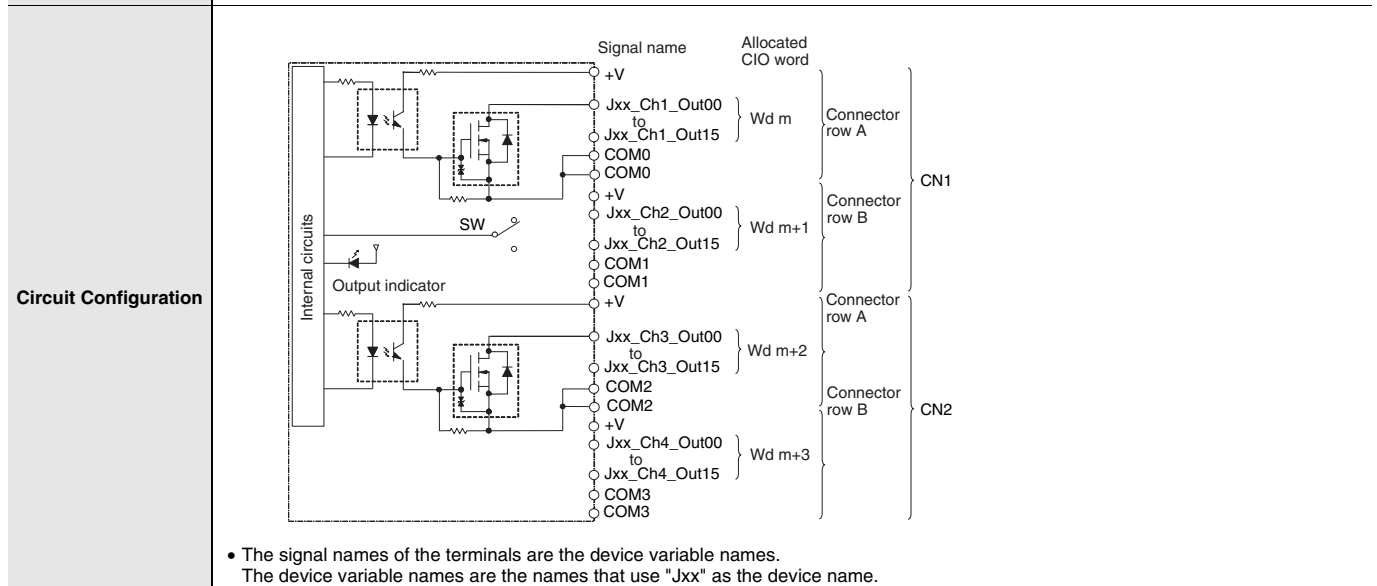 Circuit Configuration
Signal name
Allocated
CIO word
Internal circuits
SW
Output indicator
+V
Jxx_Ch1_Out00
to
Jxx_Ch1_Out15
COM0
COM0
Wd m
Connector
row A
+V
Jxx_Ch2_Out00
to
Jxx_Ch2_Out15
COM1
COM1
Wd m+1
Connector
row B
CN1
+V
Jxx_Ch3_Out00
to
Jxx_Ch3_Out15
COM2
COM2
Wd m+2
Connector
row A
+V
Jxx_Ch4_Out00
to
Jxx_Ch4_Out15
COM3
COM3
Wd m+3
Connector
row B
CN2
• The signal names of the terminals are the device variable names.
The device variable names are the names that use "Jxx" as the device name.